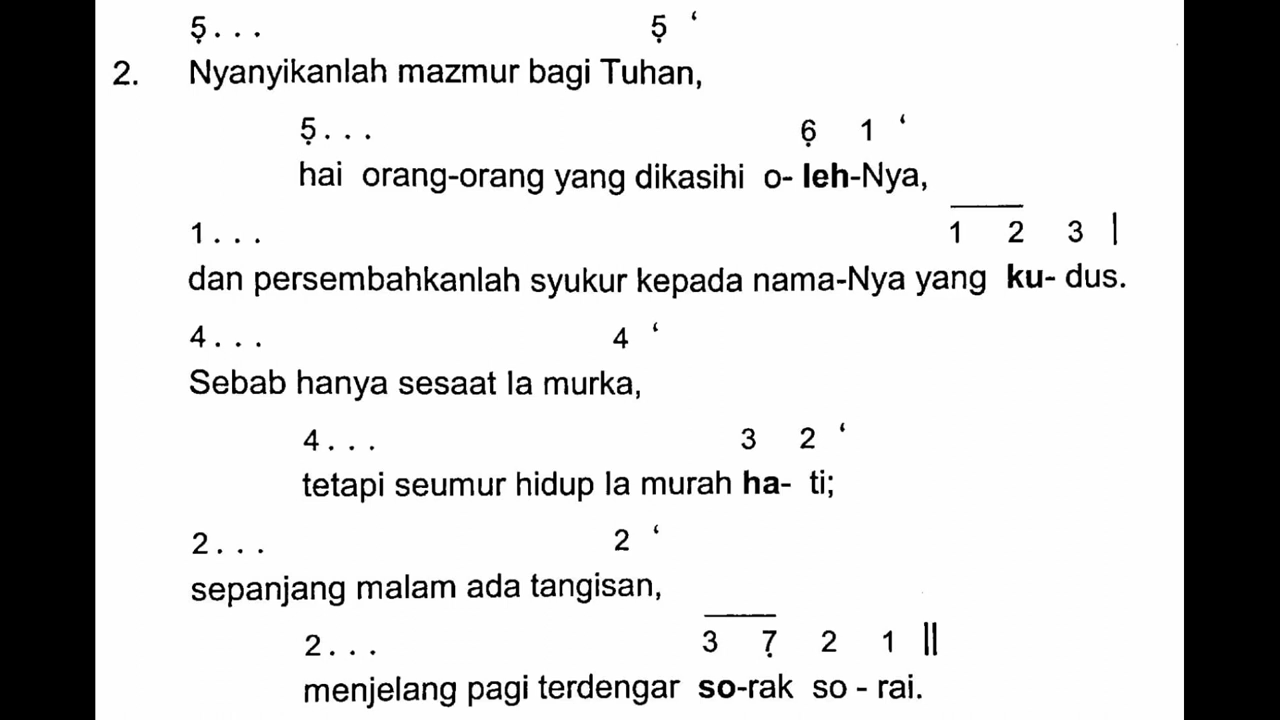 5̣... 5̣ ‘
2. Nyanyikanlah mazmur bagi Tuhan,
5̣... 6̣ 1 ‘
hai orang-orang yang dikasihi o- leh-Nya,
1... 1 2 3 |
dan persembahkanlah syukur kepada nama-Nya yang ku- dus.
4... 4 ‘
Sebab hanya sesaat Ia murka,
4... 3 2 ‘
tetapi seumur hidup Ia murah ha- ti;
2... 2 ‘
sepanjang malam ada tangisan,
2... 3 7̣ 2 1 ||
menjelang pagi terdengar so-rak so - rai.